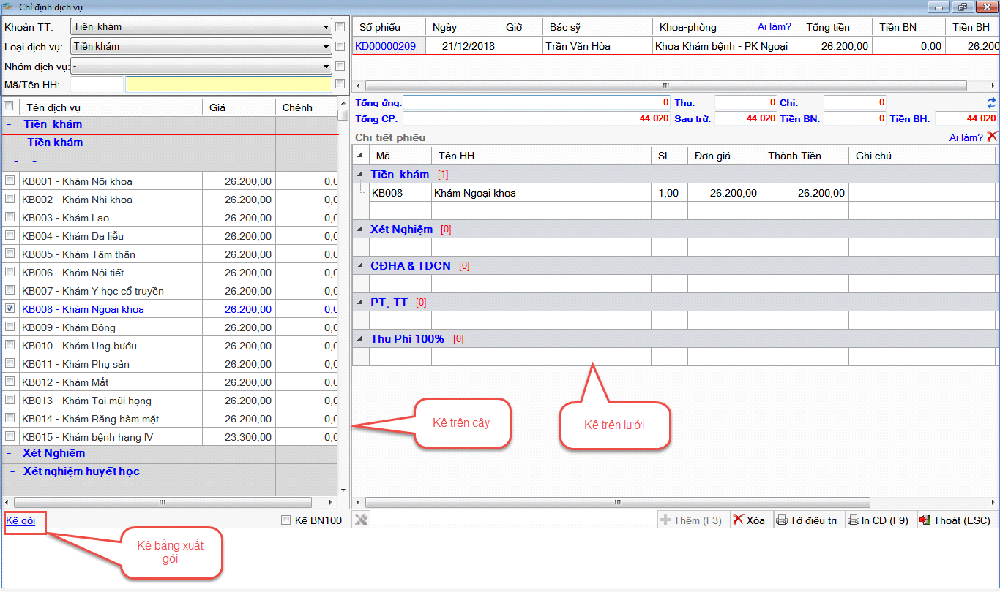 Chỉ định dịch vụ
Khoản TT: Tiền khám
Loại dịch vụ: Tiền khám
Nhóm dịch vụ: -
Mã/Tên HH:
Tên dịch vụ Giá Chênh
- Tiền khám
- Tiền khám
- -
KB001 - Khám Nội khoa 26.200,00 0,0
KB002 - Khám Nhi khoa 26.200,00 0,0
KB003 - Khám Lao 26.200,00 0,0
KB004 - Khám Da liễu 26.200,00 0,0
KB005 - Khám Tâm thần 26.200,00 0,0
KB006 - Khám Nội tiết 26.200,00 0,0
KB007 - Khám Y học cổ truyền 26.200,00 0,0
KB008 - Khám Ngoại khoa 26.200,00 0,0
KB009 - Khám Bỏng 26.200,00 0,0
KB010 - Khám Ung bướu 26.200,00 0,0
KB011 - Khám Phụ sản 26.200,00 0,0
KB012 - Khám Mắt 26.200,00 0,0
KB013 - Khám Tai mũi họng 26.200,00 0,0
KB014 - Khám Răng hàm mặt 26.200,00 0,0
KB015 - Khám bệnh hạng IV 23.300,00 0,0
- Xét Nghiệm
- Xét nghiệm huyết học
- -
Kê gói Kê BN100
Kê bằng xuất
gói
Số phiếu Ngày Giờ Bác sỹ Khoa-phòng Ai làm? Tổng tiền Tiền BN Tiền BH
KD00000209 21/12/2018 Trần Văn Hòa Khoa Khám bệnh - PK Ngoại 26.200,00 0,00 26.200
Tổng ứng: 0 Thu: 0 Chi: 0
Tổng CP: 44.020 Sau trừ: 44.020 Tiền BN: 0 Tiền BH: 44.020
Chi tiết phiếu Ai làm?
Mã Tên HH SL Đơn giá Thành Tiền Ghi chú
Tiền khám [1]
KB008 Khám Ngoại khoa 1,00 26.200,00 26.200,00
Xét Nghiệm [0]
CĐHA & TDCN [0]
PT, TT [0]
Thu Phí 100% [0]
Kê trên cây
Kê trên lưới
Thêm (F3) Xóa Tờ điều trị In CĐ (F9) Thoát (ESC)